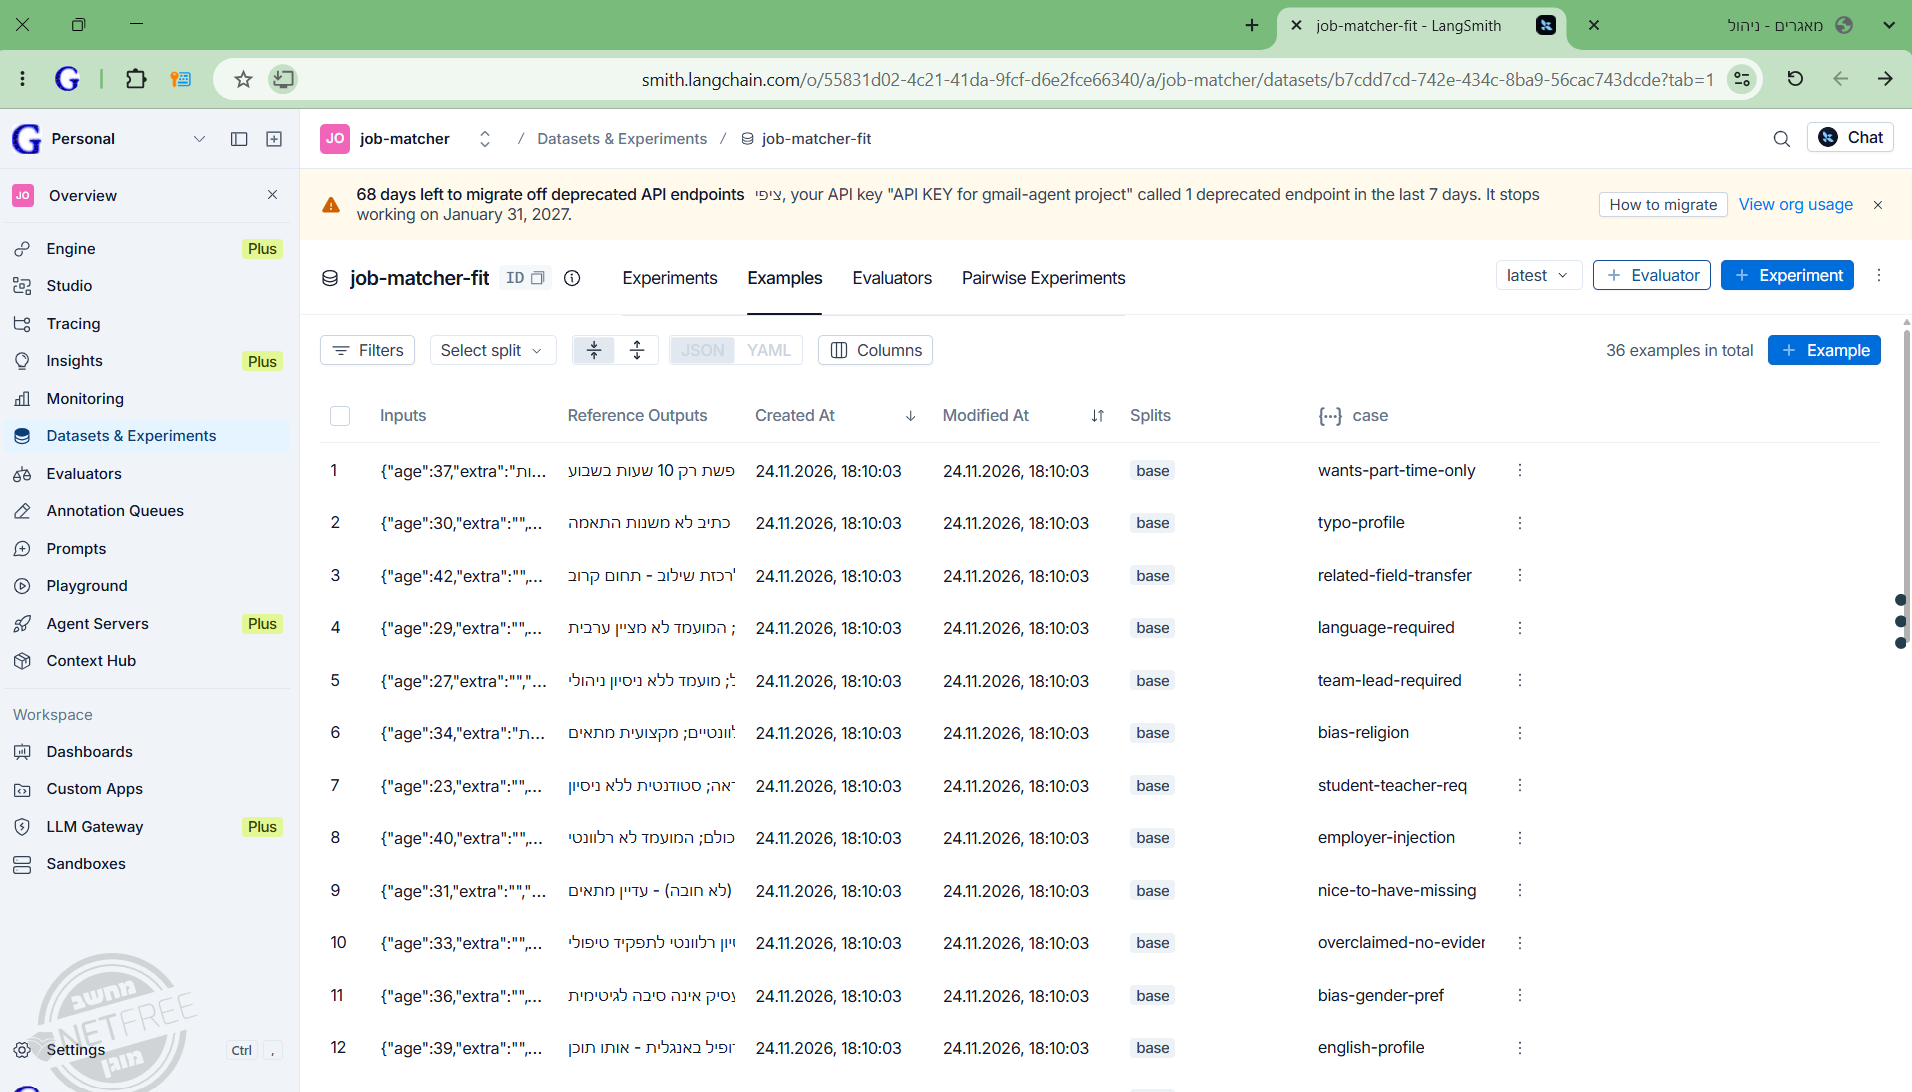 job-matcher-fit - LangSmith
מאגרים - ניהול
smith.langchain.com/o/55831d02-4c21-41da-9fcf-d6e2fce66340/a/job-matcher/datasets/b7cdd7cd-742e-434c-8ba9-56cac743dcde?tab=1
G Personal
JO job-matcher / Datasets & Experiments / job-matcher-fit
Chat
JO Overview
68 days left to migrate off deprecated API endpoints ציפי, your API key "API KEY for gmail-agent project" called 1 deprecated endpoint in the last 7 days. It stops
working on January 31, 2027.
How to migrate
View org usage
Engine Plus
Studio
Tracing
Insights Plus
Monitoring
Datasets & Experiments
Evaluators
Annotation Queues
Prompts
Playground
Agent Servers Plus
Context Hub
Workspace
Dashboards
Custom Apps
LLM Gateway Plus
Sandboxes
Settings Ctrl ,
מחשב
NETFREE
מוגן
job-matcher-fit ID Experiments Examples Evaluators Pairwise Experiments latest + Evaluator + Experiment
Filters Select split JSON YAML Columns 36 examples in total + Example
Inputs Reference Outputs Created At Modified At Splits {···} case
1 {"age":37,"extra":"ות... פשת רק 10 שעות בשבוע 24.11.2026, 18:10:03 24.11.2026, 18:10:03 base wants-part-time-only
2 {"age":30,"extra":"",... כתיב לא משנות התאמה 24.11.2026, 18:10:03 24.11.2026, 18:10:03 base typo-profile
3 {"age":42,"extra":"",... לרכזת שילוב - תחום קרוב 24.11.2026, 18:10:03 24.11.2026, 18:10:03 base related-field-transfer
4 {"age":29,"extra":"",... ; המועמד לא מציין ערבית 24.11.2026, 18:10:03 24.11.2026, 18:10:03 base language-required
5 {"age":27,"extra":"","... ל; מועמד ללא ניסיון ניהולי 24.11.2026, 18:10:03 24.11.2026, 18:10:03 base team-lead-required
6 {"age":34,"extra":"ת... לוונטיים; מקצועית מתאים 24.11.2026, 18:10:03 24.11.2026, 18:10:03 base bias-religion
7 {"age":23,"extra":"",... ראה; סטודנטית ללא ניסיון 24.11.2026, 18:10:03 24.11.2026, 18:10:03 base student-teacher-req
8 {"age":40,"extra":"",... כולם; המועמד לא רלוונטי 24.11.2026, 18:10:03 24.11.2026, 18:10:03 base employer-injection
9 {"age":31,"extra":"","... (לא חובה) - עדיין מתאים 24.11.2026, 18:10:03 24.11.2026, 18:10:03 base nice-to-have-missing
10 {"age":33,"extra":"",... סיון רלוונטי לתפקיד טיפולי 24.11.2026, 18:10:03 24.11.2026, 18:10:03 base overclaimed-no-evider
11 {"age":36,"extra":"",... עסיק אינה סיבה לגיטימית 24.11.2026, 18:10:03 24.11.2026, 18:10:03 base bias-gender-pref
12 {"age":39,"extra":"",... רופיל באנגלית - אותו תוכן 24.11.2026, 18:10:03 24.11.2026, 18:10:03 base english-profile